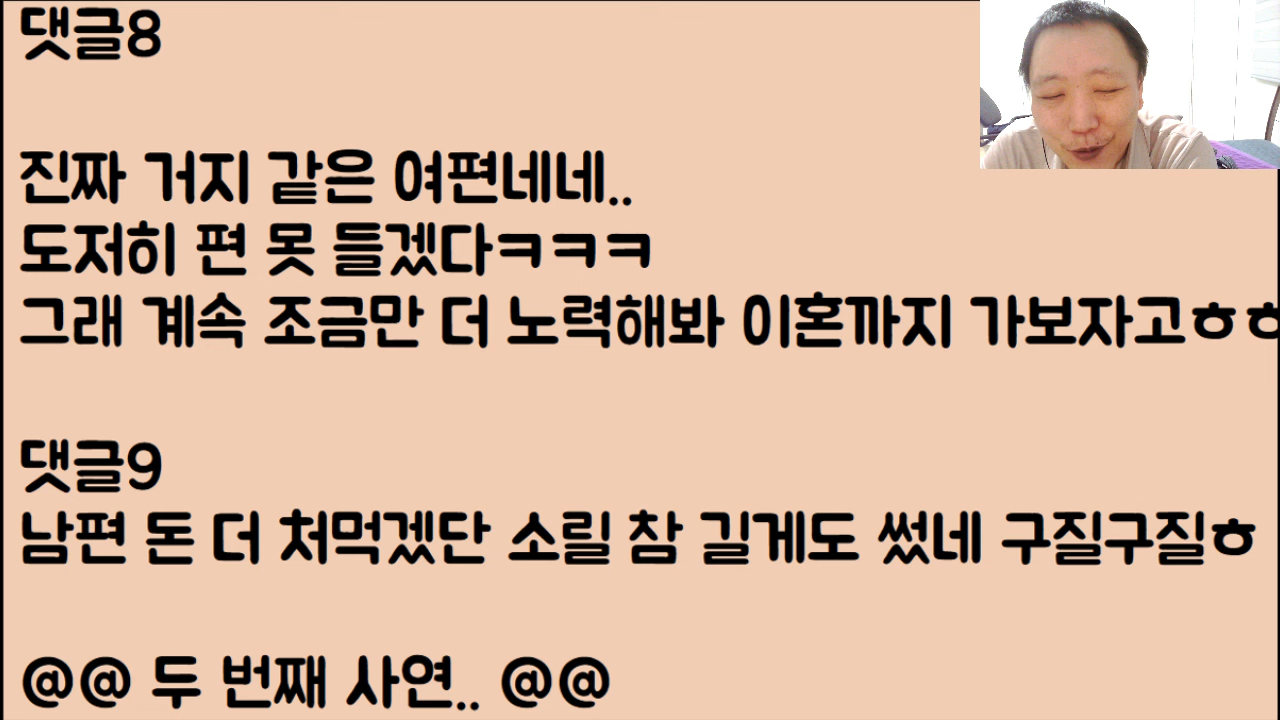 댓글8
진짜 거지 같은 여편네네..
도저히 편 못 들겠다ㅋㅋㅋ
그래 계속 조금만 더 노력해봐 이혼까지 가보자고ㅎㅎ
댓글9
남편 돈 더 처먹겠단 소릴 참 길게도 썼네 구질구질ㅎ
@@ 두 번째 사연.. @@